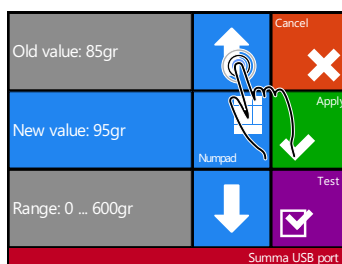 Cancel
Old value: 85gr
Apply
New value: 95gr
Numpad
Test
Range: 0 ... 600gr
Summa USB port